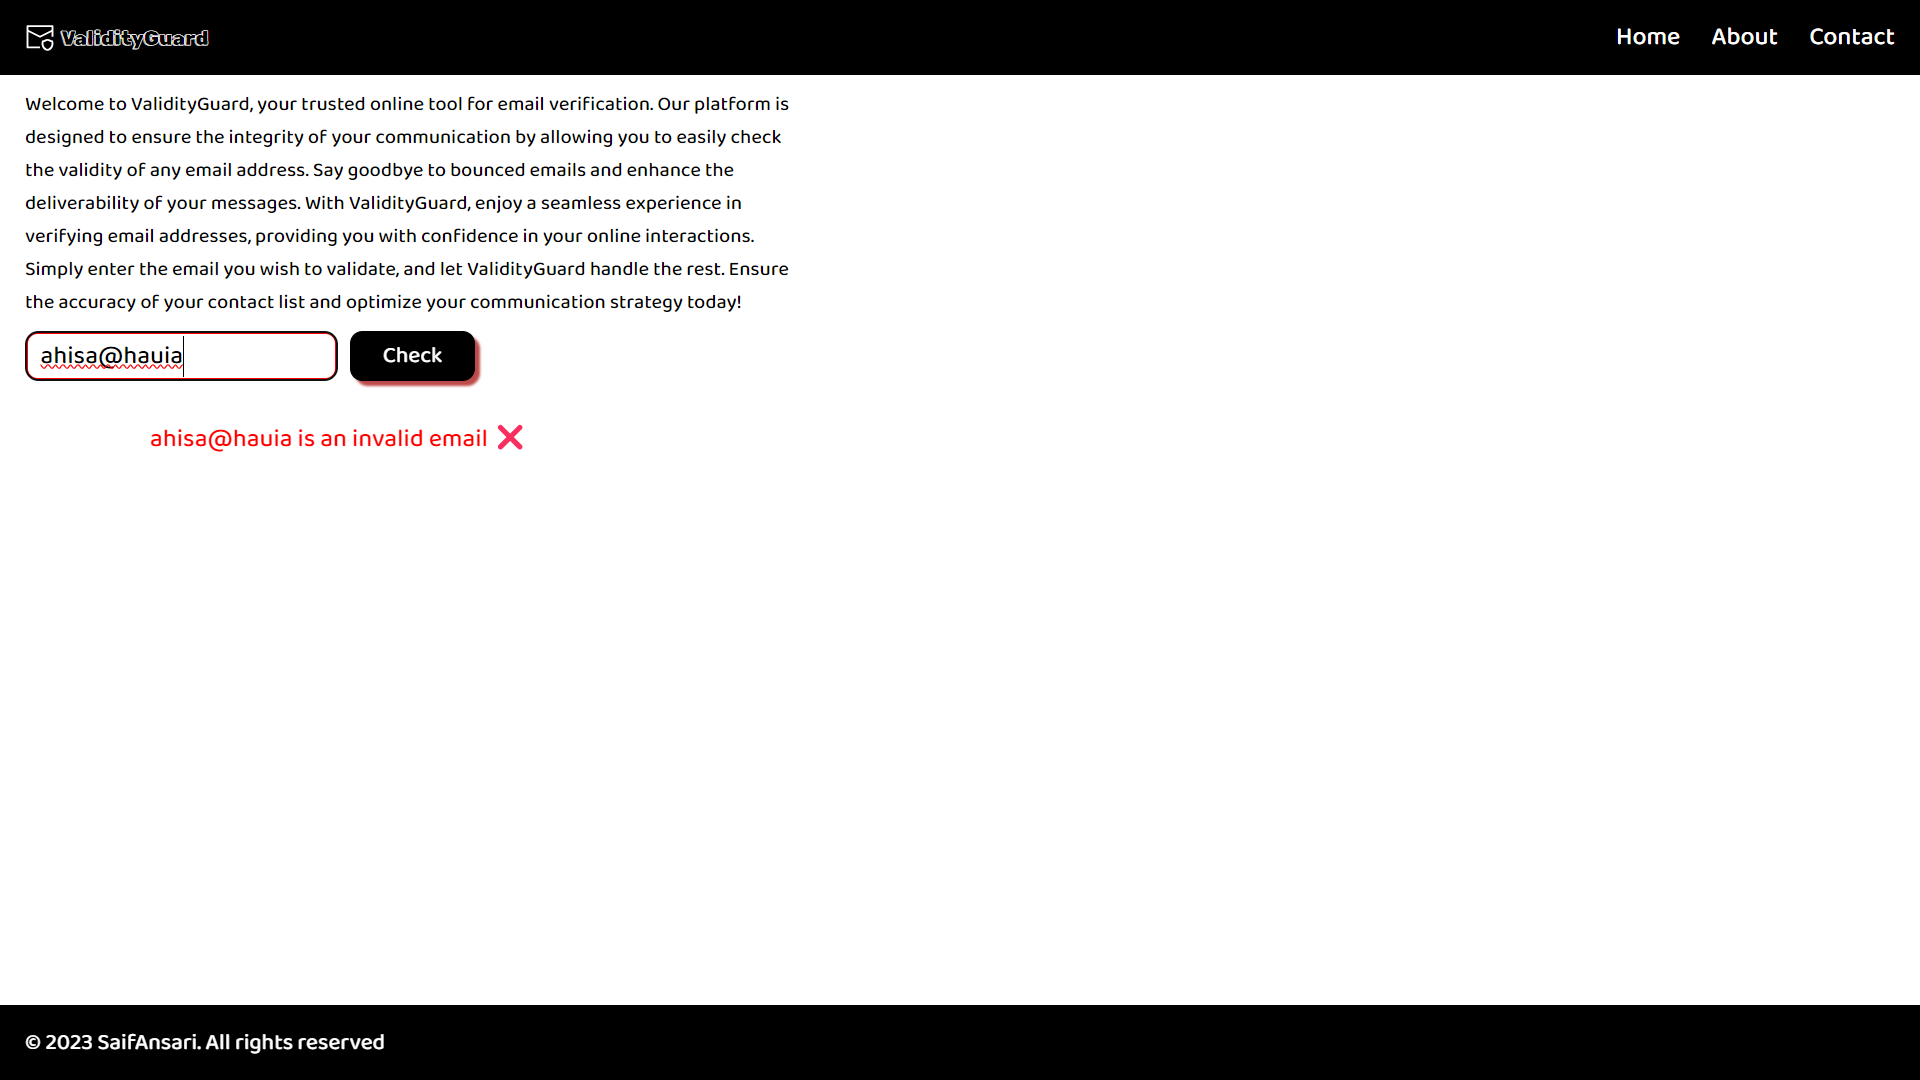 ValidityGuard
Home About Contact
Welcome to ValidityGuard, your trusted online tool for email verification. Our platform is
designed to ensure the integrity of your communication by allowing you to easily check
the validity of any email address. Say goodbye to bounced emails and enhance the
deliverability of your messages. With ValidityGuard, enjoy a seamless experience in
verifying email addresses, providing you with confidence in your online interactions.
Simply enter the email you wish to validate, and let ValidityGuard handle the rest. Ensure
the accuracy of your contact list and optimize your communication strategy today!
ahisa@hauia
Check
ahisa@hauia is an invalid email ❌
© 2023 SaifAnsari. All rights reserved